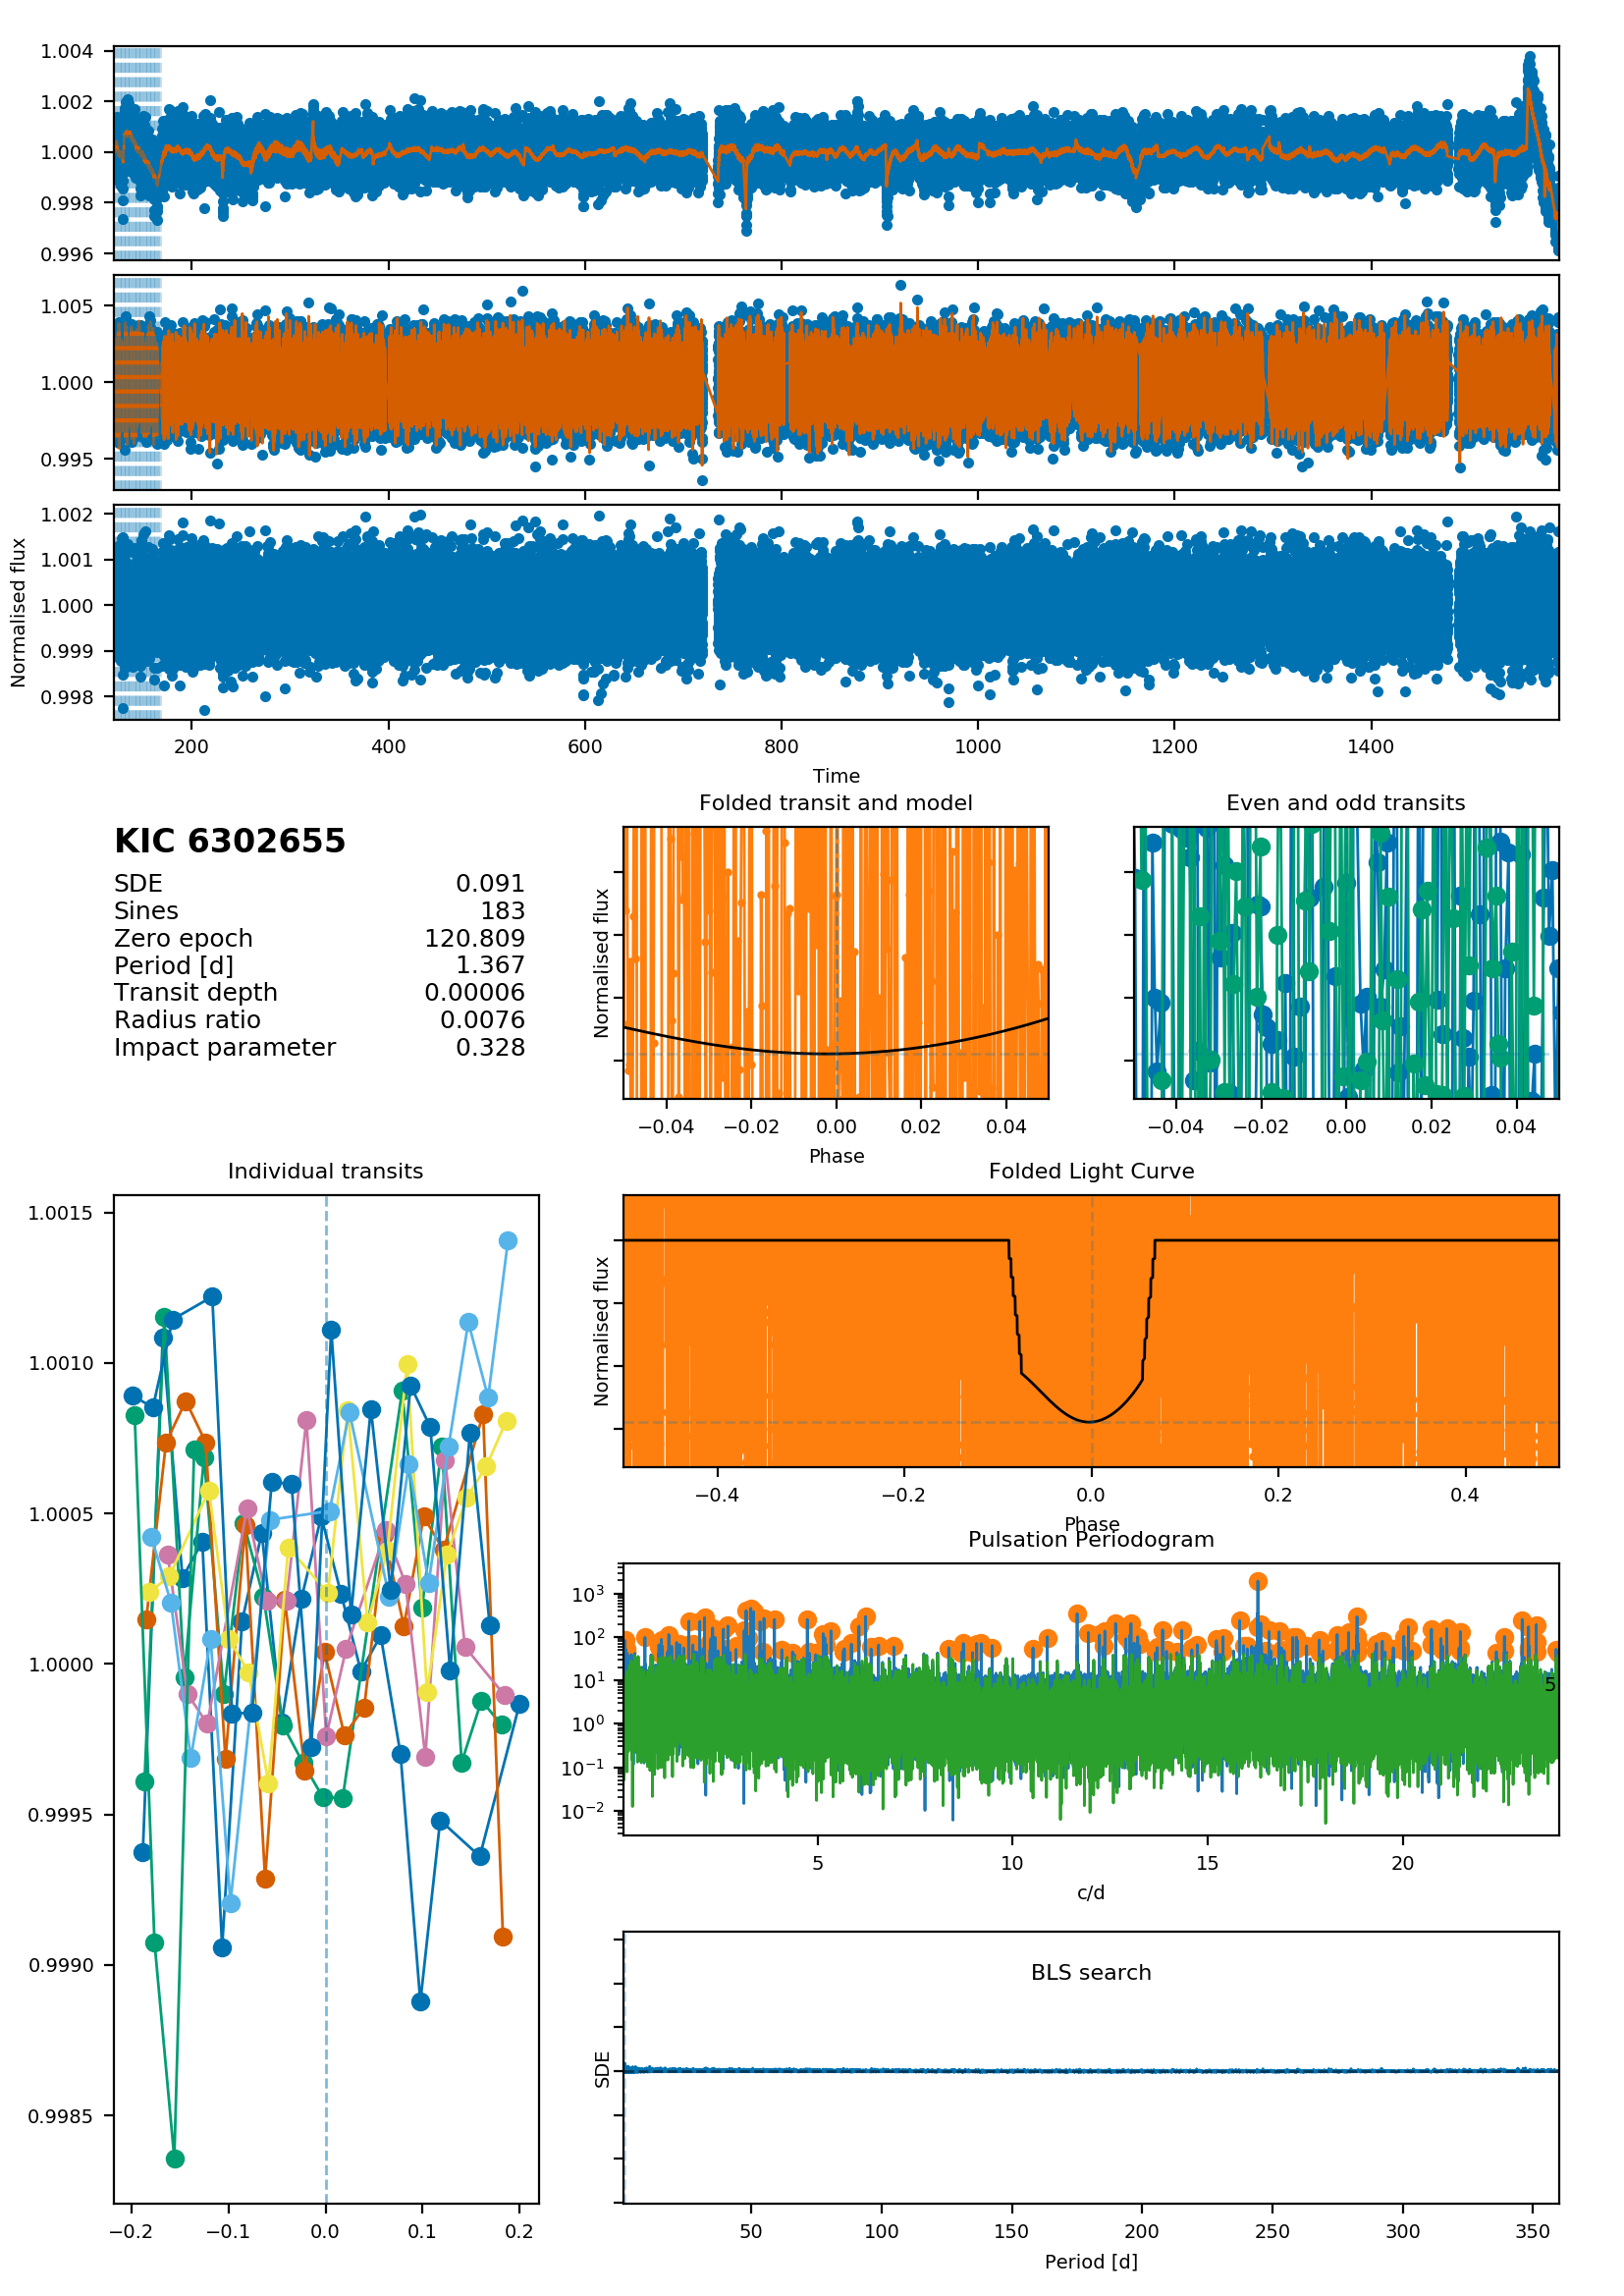 1.004
1.002
1.000
0.998
0.996
1.005
1.000
0.995
1.002
1.001
1.000
0.999
0.998
Normalised flux
200 400 600 800 1000 1200 1400
Time
KIC 6302655
SDE 0.091
Sines 183
Zero epoch 120.809
Period [d] 1.367
Transit depth 0.00006
Radius ratio 0.0076
Impact parameter 0.328
Folded transit and model
Normalised flux
−0.04 −0.02 0.00 0.02 0.04
Phase
Even and odd transits
−0.04 −0.02 0.00 0.02 0.04
Individual transits
1.0015
1.0010
1.0005
1.0000
0.9995
0.9990
0.9985
−0.2 −0.1 0.0 0.1 0.2
Folded Light Curve
Normalised flux
−0.4 −0.2 0.0 0.2 0.4
Phase
Pulsation Periodogram
10³
10²
10¹
10⁰
10⁻¹
10⁻²
5
5 10 15 20
c/d
BLS search
SDE
50 100 150 200 250 300 350
Period [d]